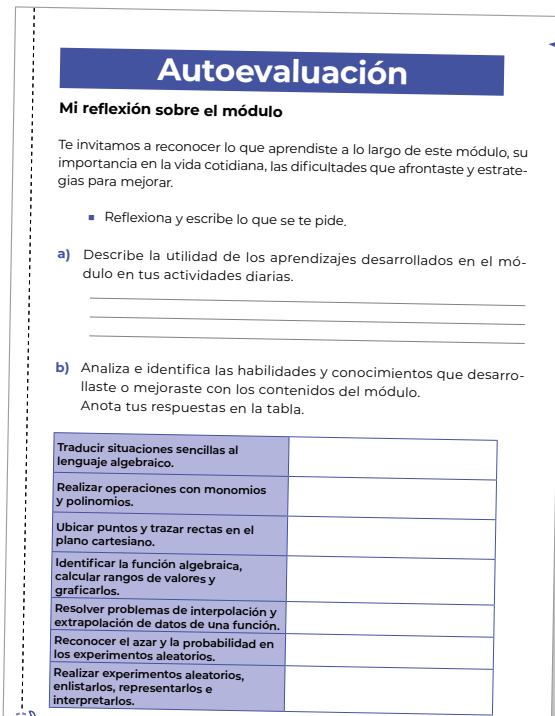 Autoevaluación
Mi reflexión sobre el módulo
Te invitamos a reconocer lo que aprendiste a lo largo de este módulo, su
importancia en la vida cotidiana, las dificultades que afrontaste y estrate-
gias para mejorar.
Reflexiona y escribe lo que se te pide.
a) Describe la utilidad de los aprendizajes desarrollados en el mó-
dulo en tus actividades diarias.
b) Analiza e identifica las habilidades y conocimientos que desarro-
llaste o mejoraste con los contenidos del módulo.
Anota tus respuestas en la tabla.
Traducir situaciones sencillas al
lenguaje algebraico.
Realizar operaciones con monomios
y polinomios.
Ubicar puntos y trazar rectas en el
plano cartesiano.
Identificar la función algebraica,
calcular rangos de valores y
graficarlos.
Resolver problemas de interpolación y
extrapolación de datos de una función.
Reconocer el azar y la probabilidad en
los experimentos aleatorios.
Realizar experimentos aleatorios,
enlistarlos, representarlos e
interpretarlos.